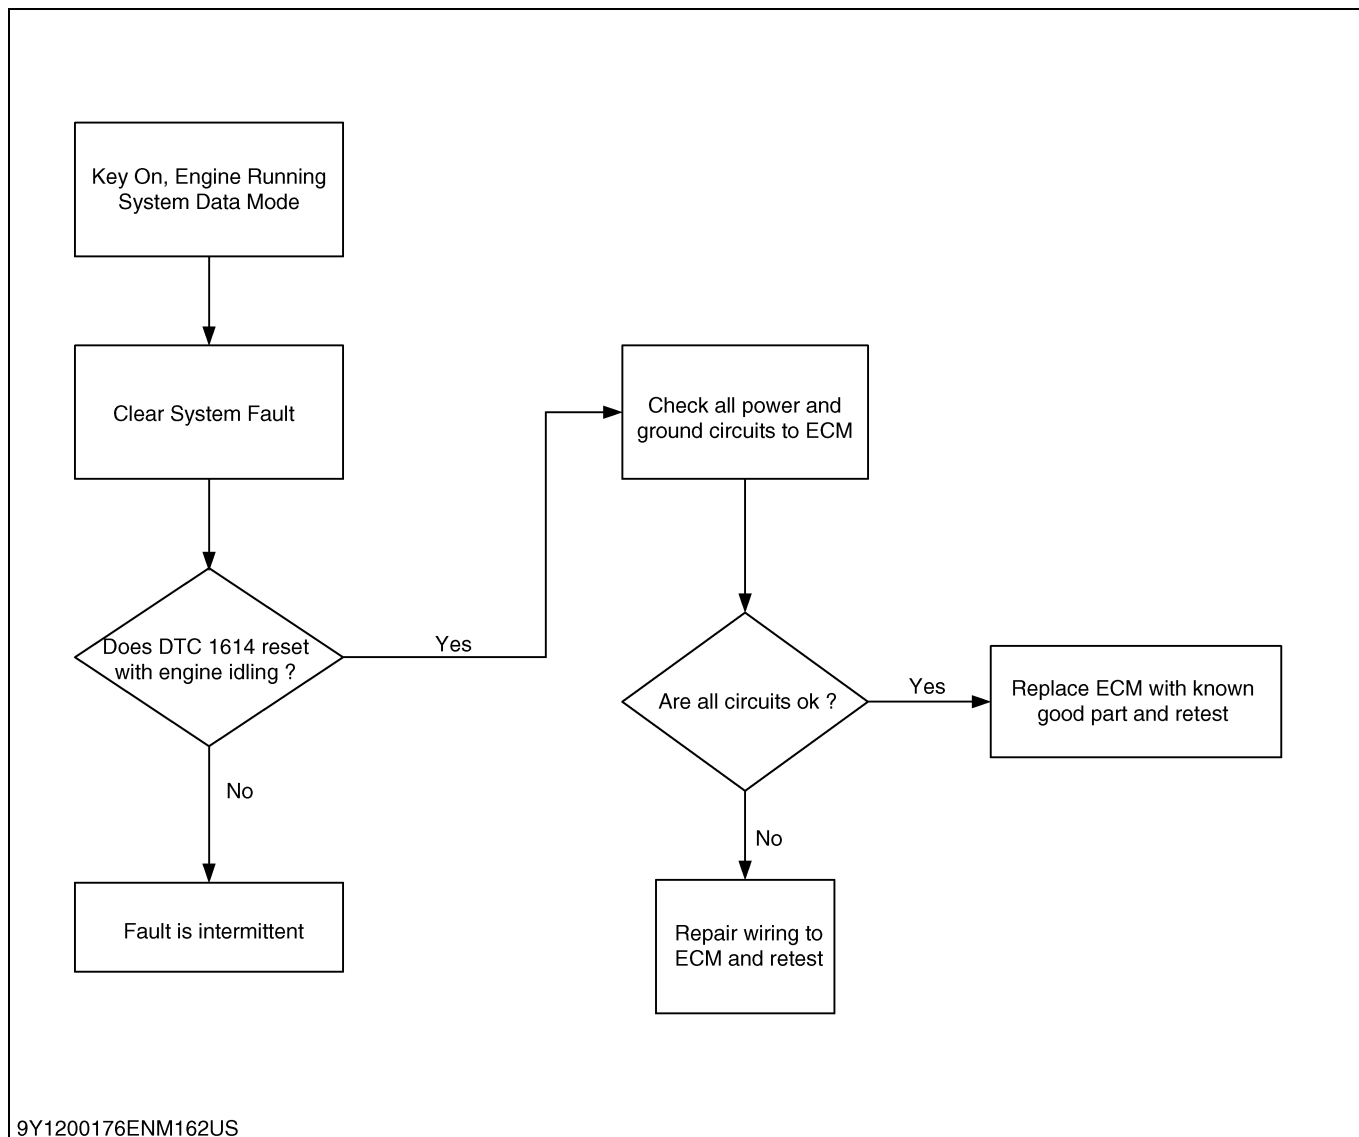 Key On, Engine Running
System Data Mode
Clear System Fault
Does DTC 1614 reset
with engine idling ?
Yes
No
Fault is intermittent
Check all power and
ground circuits to ECM
Are all circuits ok ?
Yes
Replace ECM with known
good part and retest
No
Repair wiring to
ECM and retest
9Y1200176ENM162US